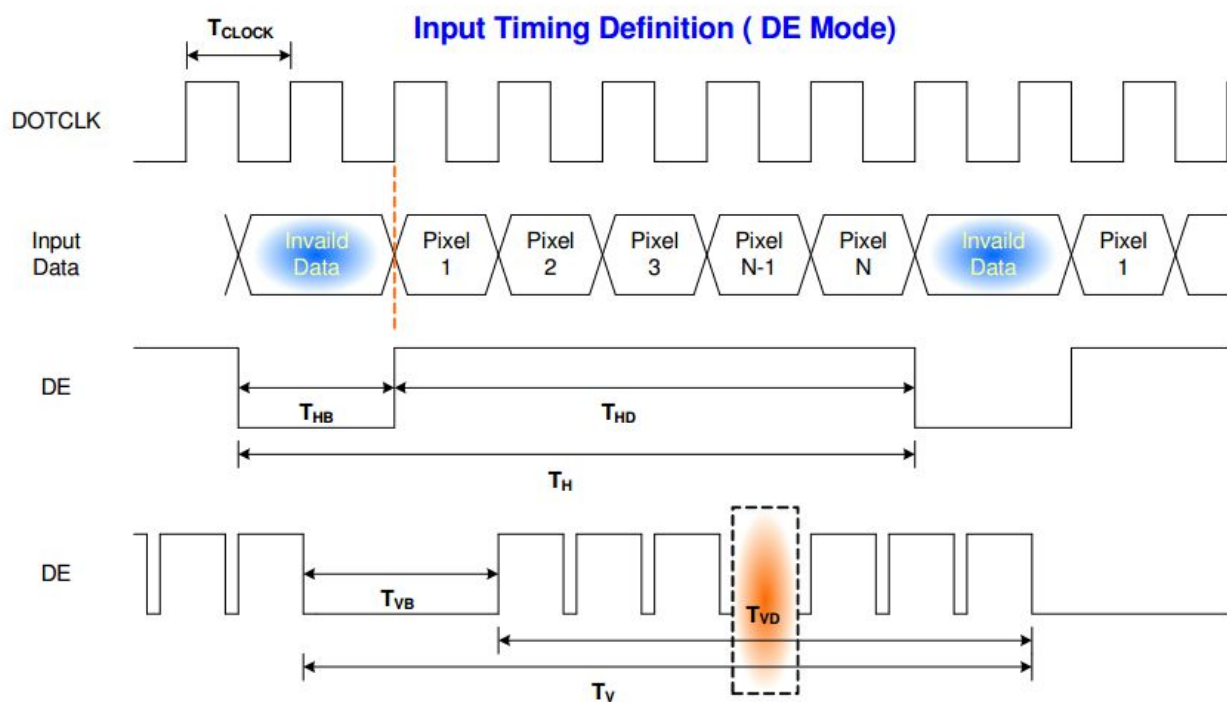 Input Timing Definition ( DE Mode)
TCLOCK
DOTCLK
Input
Data
Invaild
Data
Pixel
1
Pixel
2
Pixel
3
Pixel
N-1
Pixel
N
Invaild
Data
Pixel
1
DE
THB
THD
TH
DE
TVB
TVD
TV